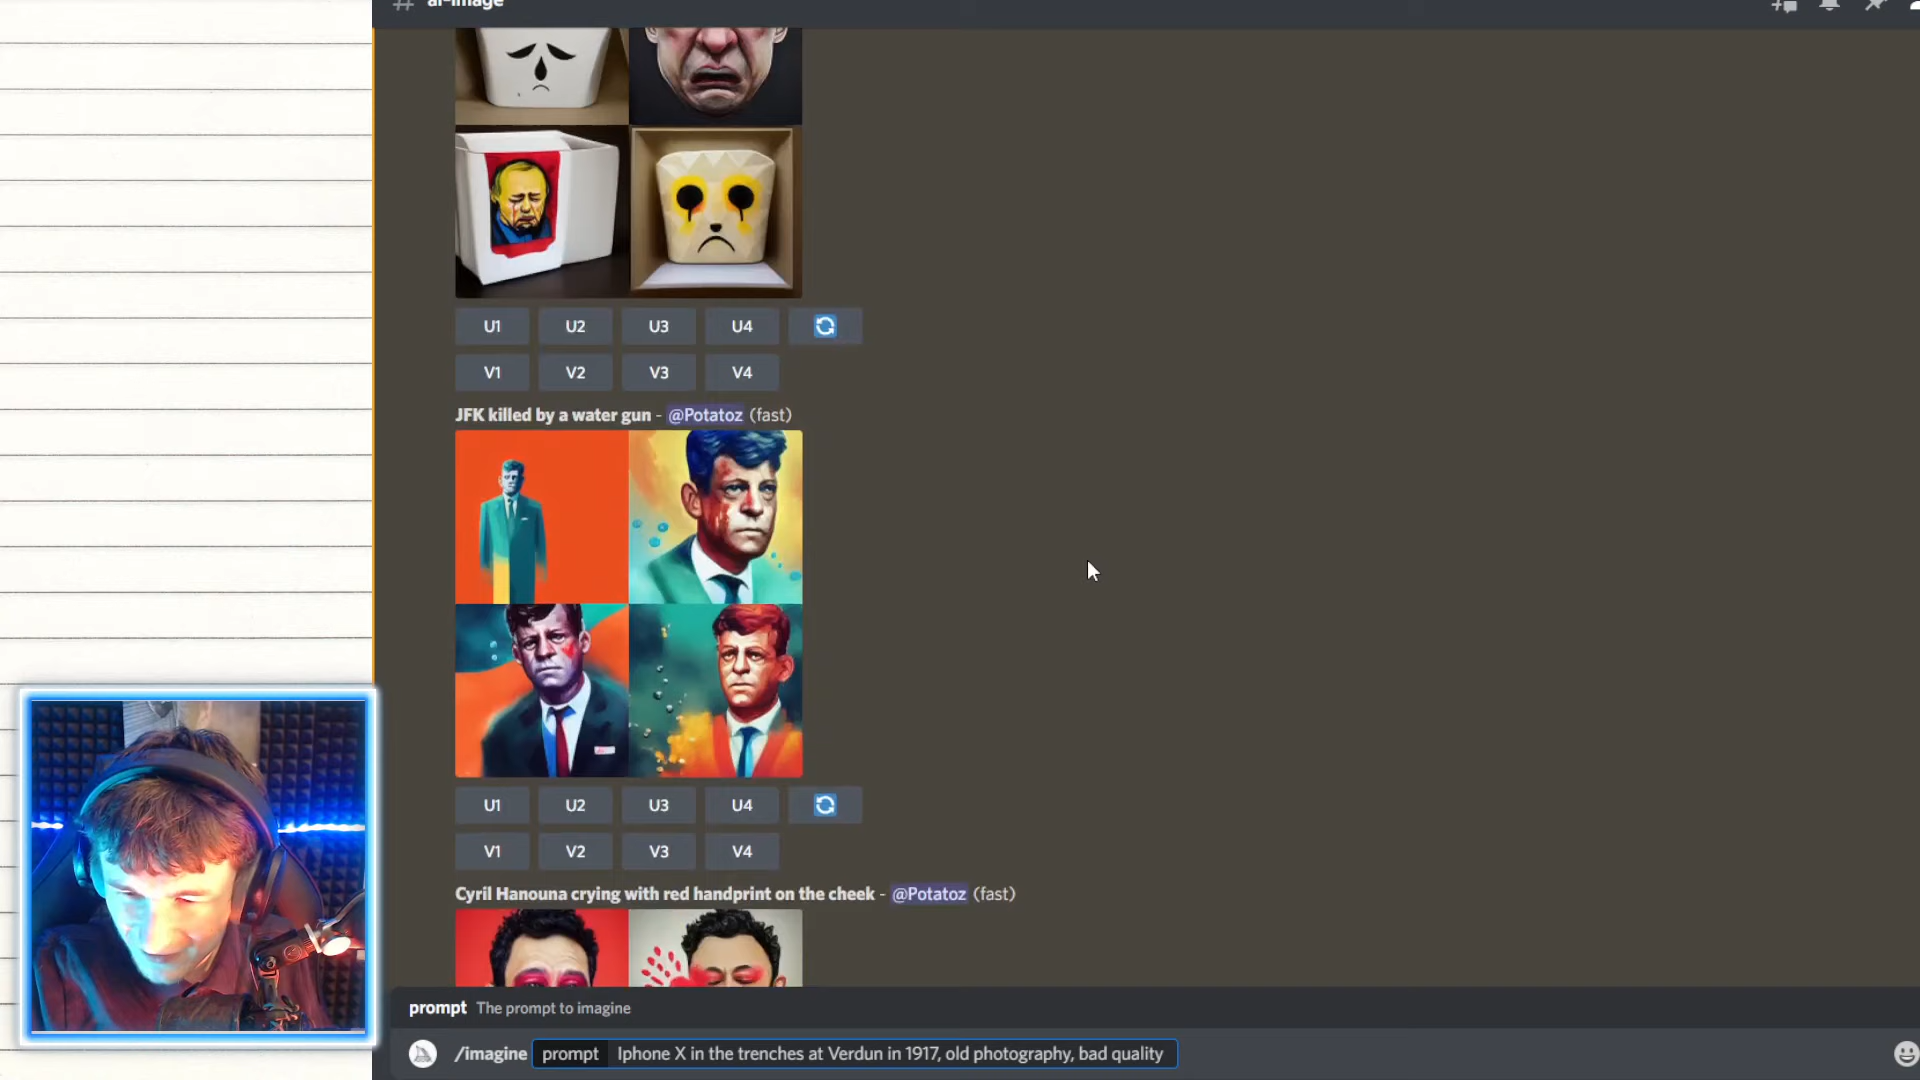 ai-image
U1 U2 U3 U4
V1 V2 V3 V4
JFK killed by a water gun - @Potatoz (fast)
U1 U2 U3 U4
V1 V2 V3 V4
Cyril Hanouna crying with red handprint on the cheek - @Potatoz (fast)
prompt The prompt to imagine
/imagine prompt Iphone X in the trenches at Verdun in 1917, old photography, bad quality